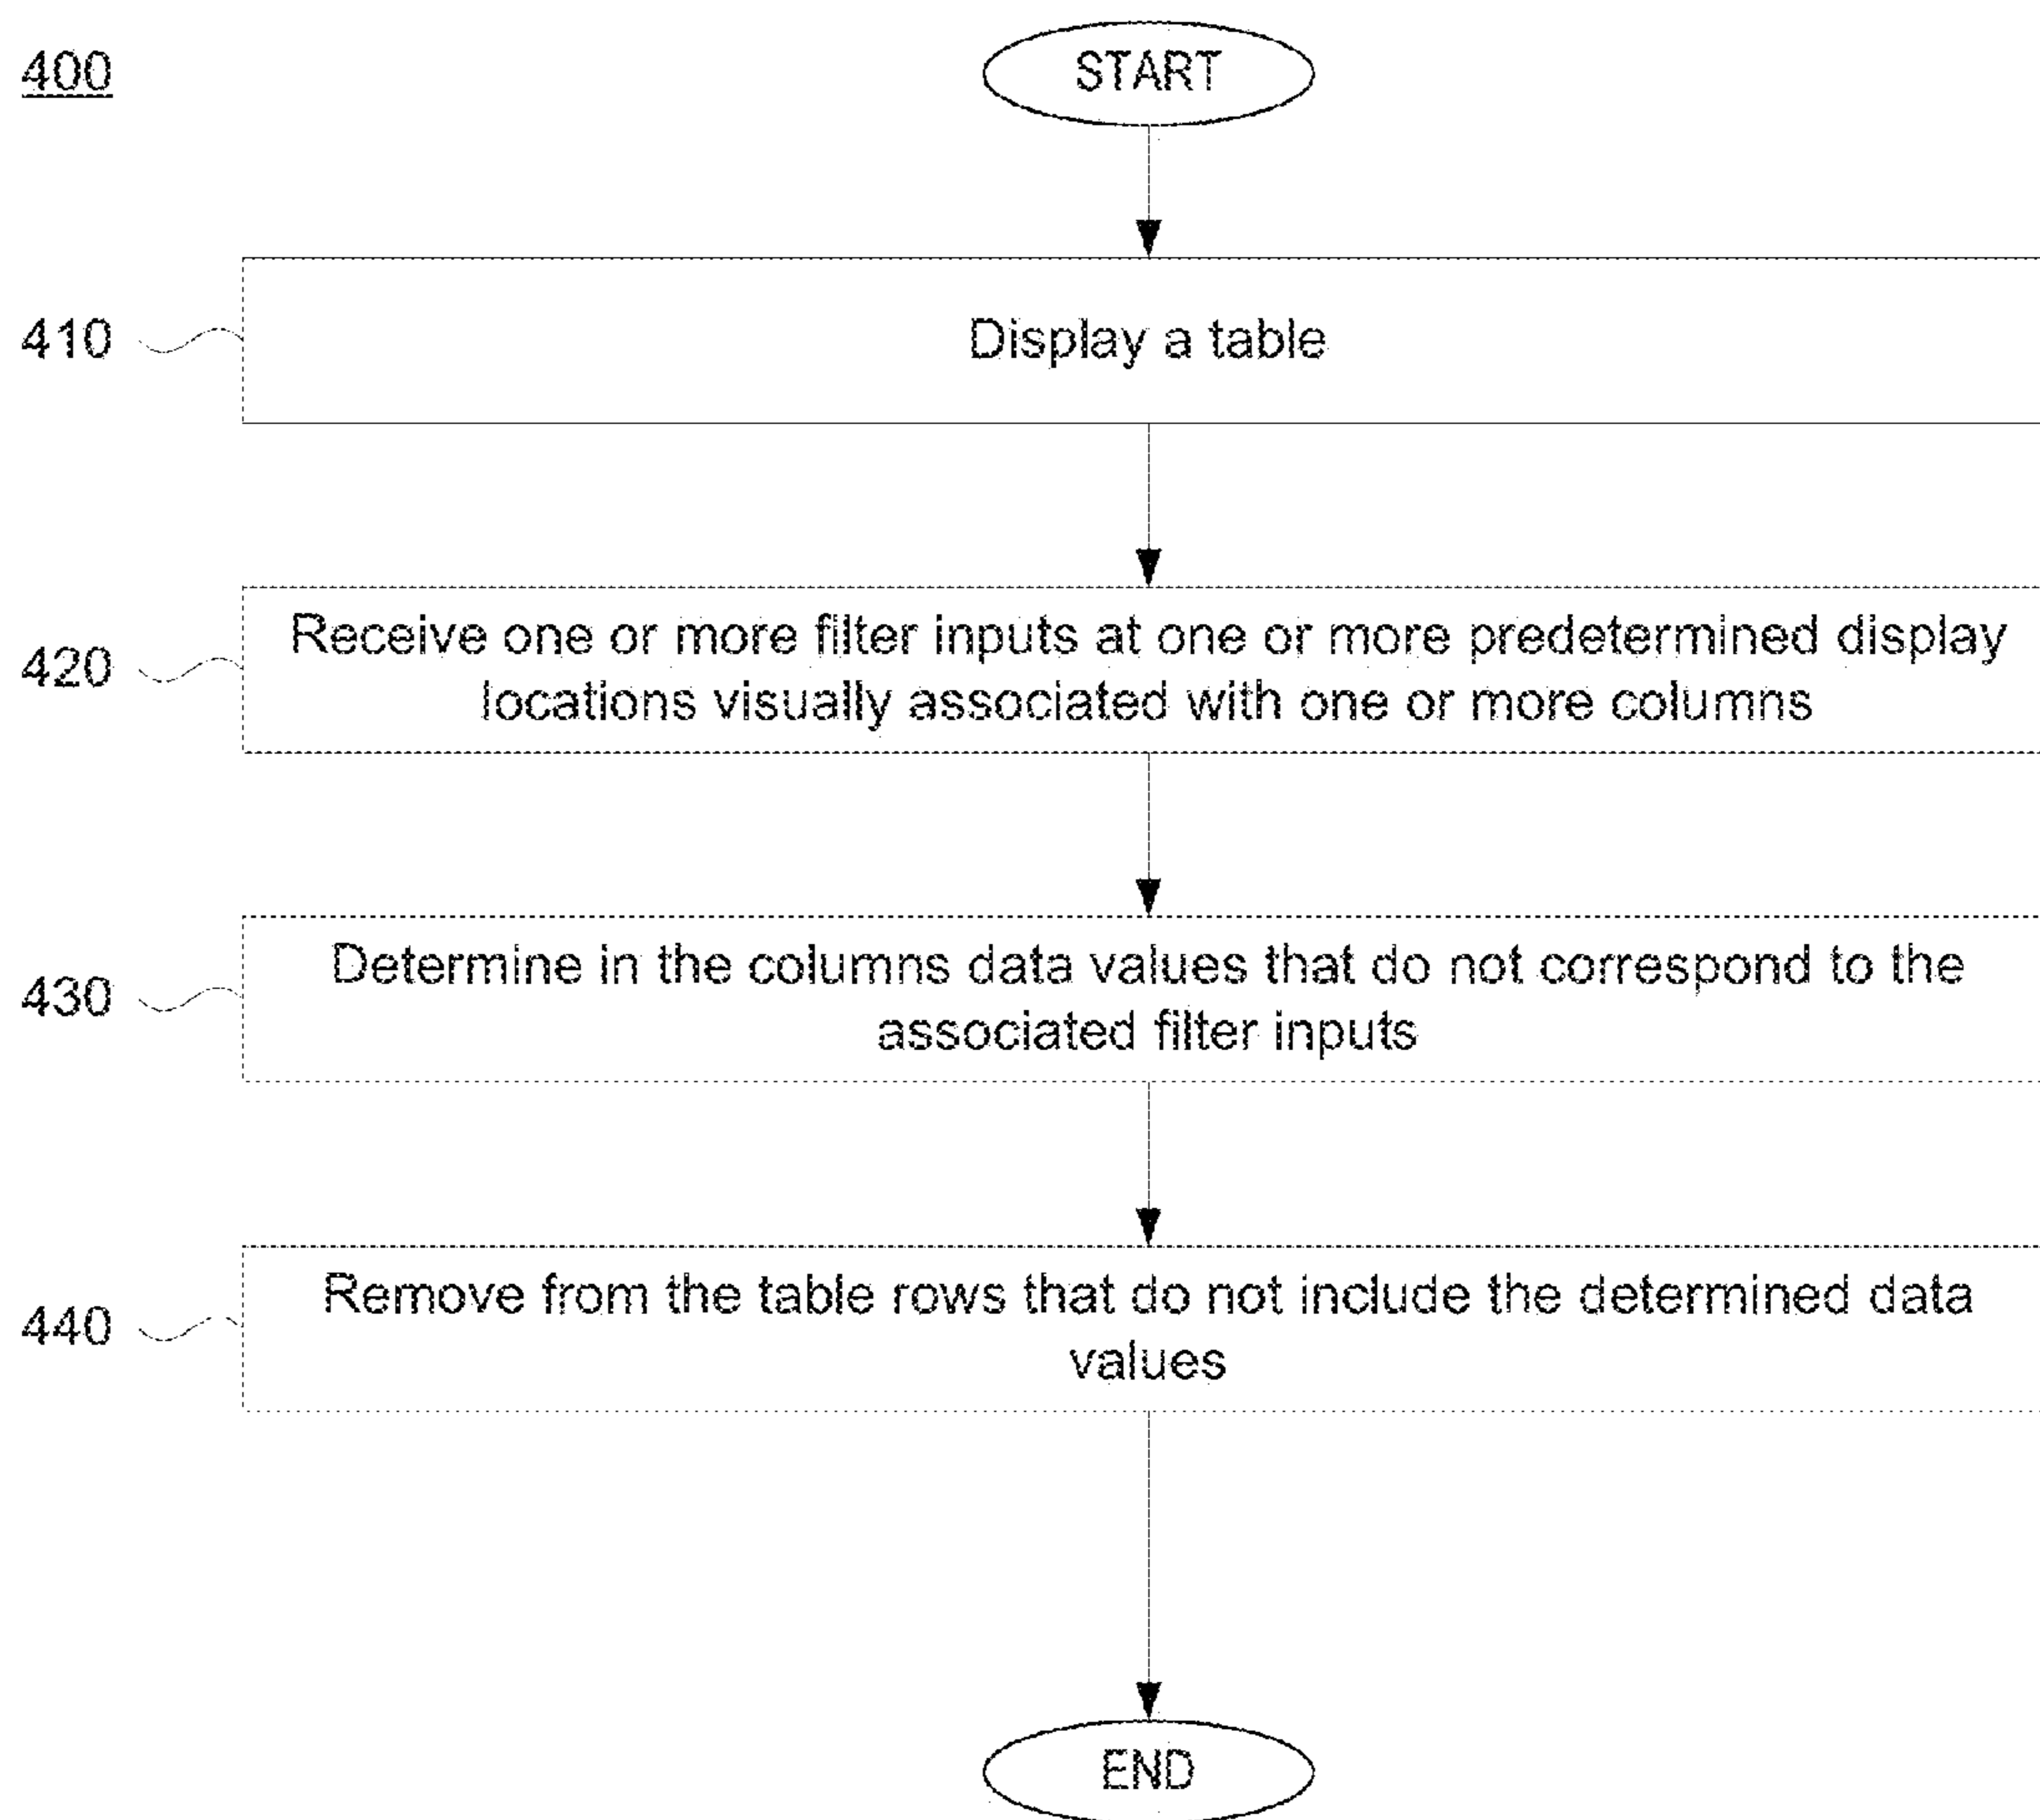 400
START
410
Display a table
420
Receive one or more filter inputs at one or more predetermined display
locations visually associated with one or more columns
430
Determine in the columns data values that do not correspond to the
associated filter inputs
440
Remove from the table rows that do not include the determined data
values
END